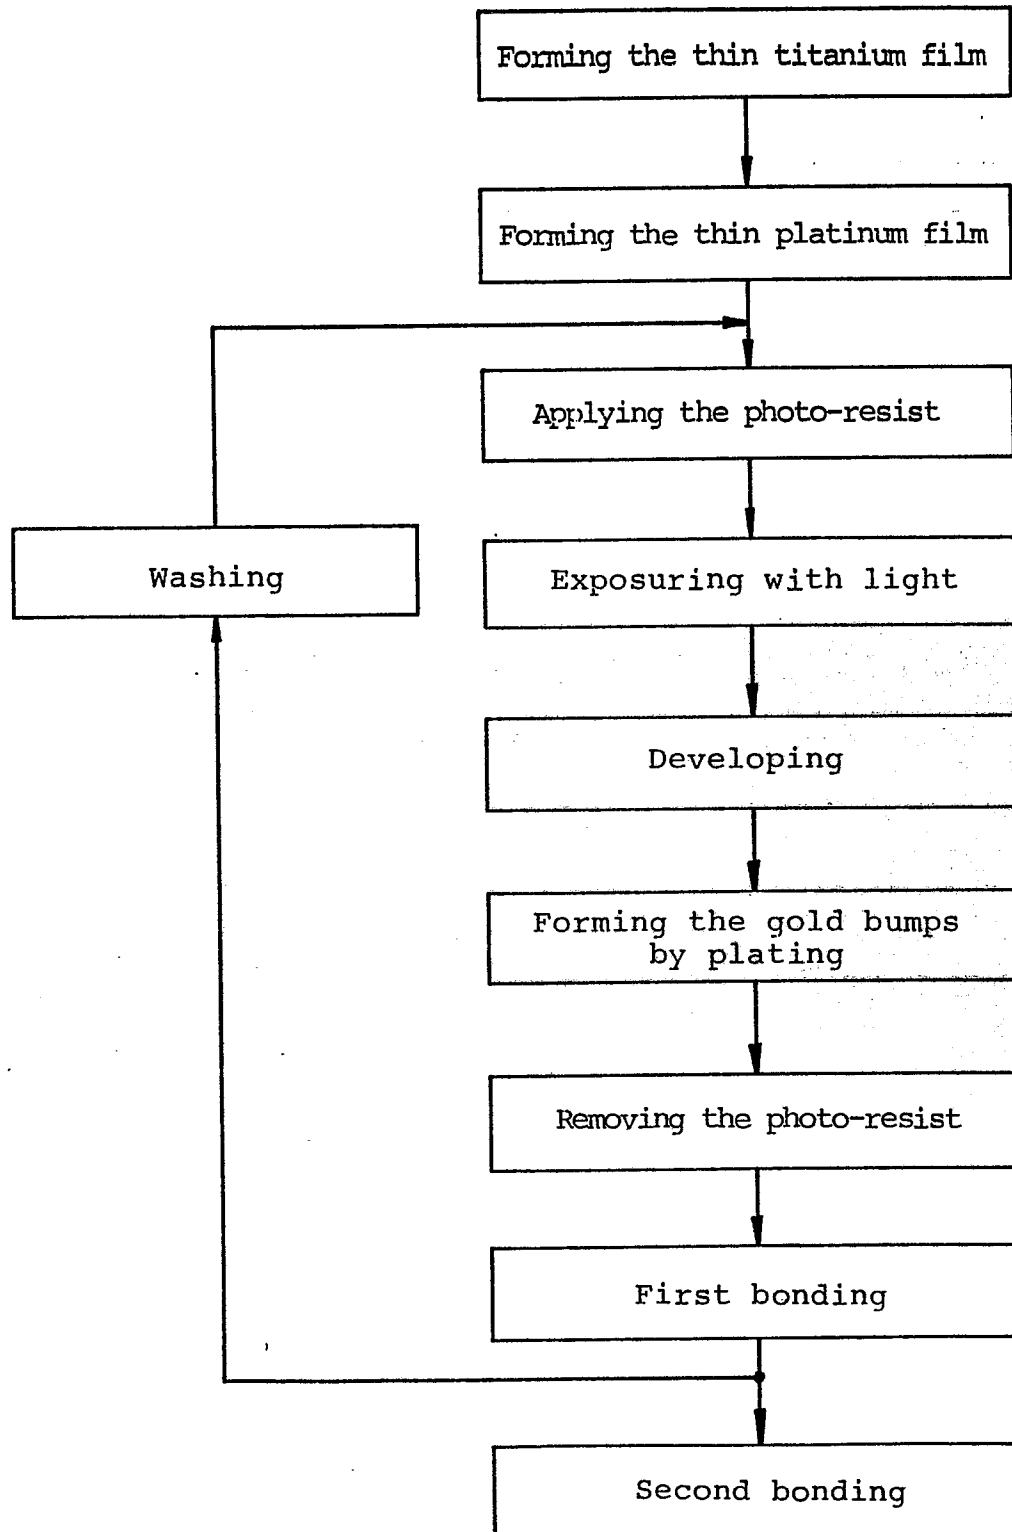 Forming the thin titanium film
Forming the thin platinum film
Applying the photo-resist
Washing
Exposuring with light
Developing
Forming the gold bumps
by plating
Removing the photo-resist
First bonding
Second bonding